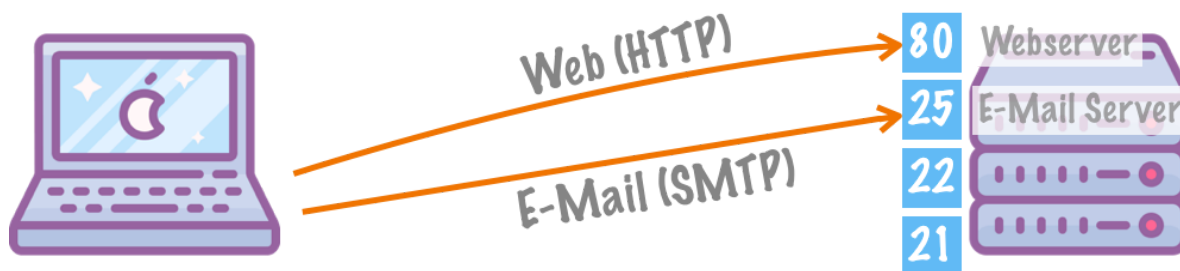 Web (HTTP)
80 Webserver
25 E-Mail Server
E-Mail (SMTP)
22
21